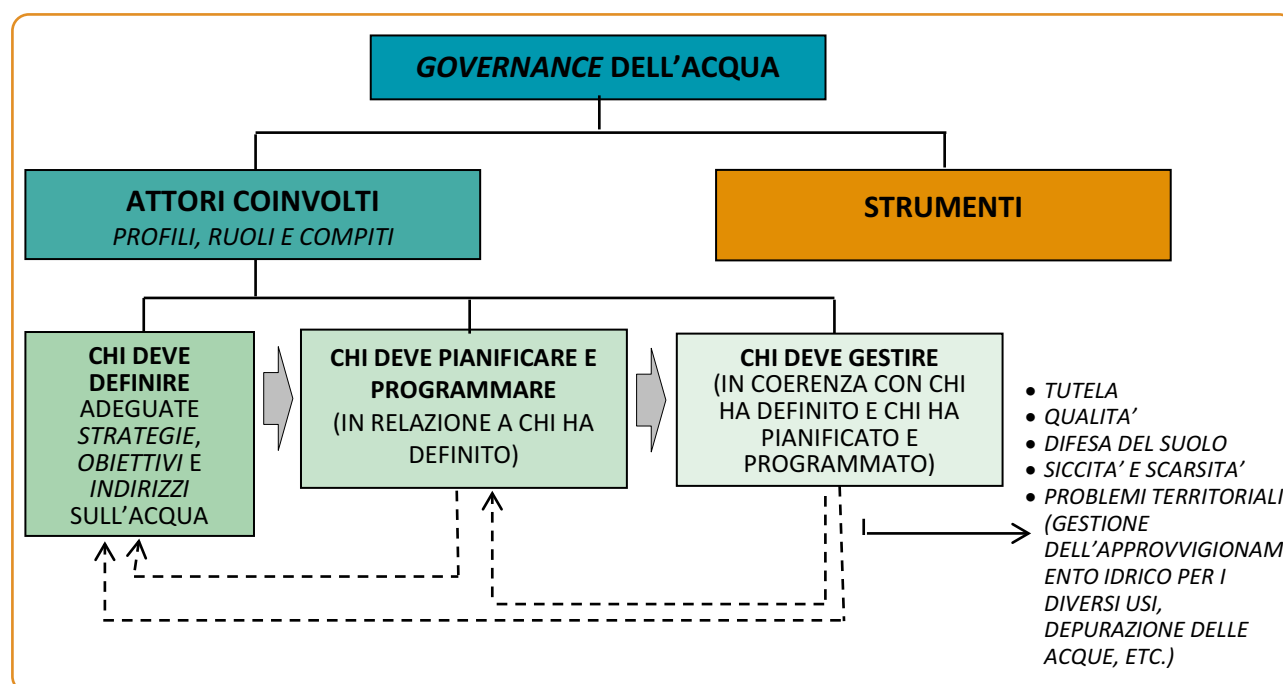 GOVERNANCE DELL’ACQUA
ATTORI COINVOLTI
PROFILI, RUOLI E COMPITI
STRUMENTI
CHI DEVE
DEFINIRE
ADEGUATE
STRATEGIE,
OBIETTIVI E
INDIRIZZI
SULL’ACQUA
CHI DEVE PIANIFICARE E
PROGRAMMARE
(IN RELAZIONE A CHI HA
DEFINITO)
CHI DEVE GESTIRE
(IN COERENZA CON CHI
HA DEFINITO E CHI HA
PIANIFICATO E
PROGRAMMATO)
• TUTELA
• QUALITA’
• DIFESA DEL SUOLO
• SICCITA’ E SCARSITA’
• PROBLEMI TERRITORIALI
(GESTIONE
DELL’APPROVVIGIONAM
ENTO IDRICO PER I
DIVERSI USI,
DEPURAZIONE DELLE
ACQUE, ETC.)